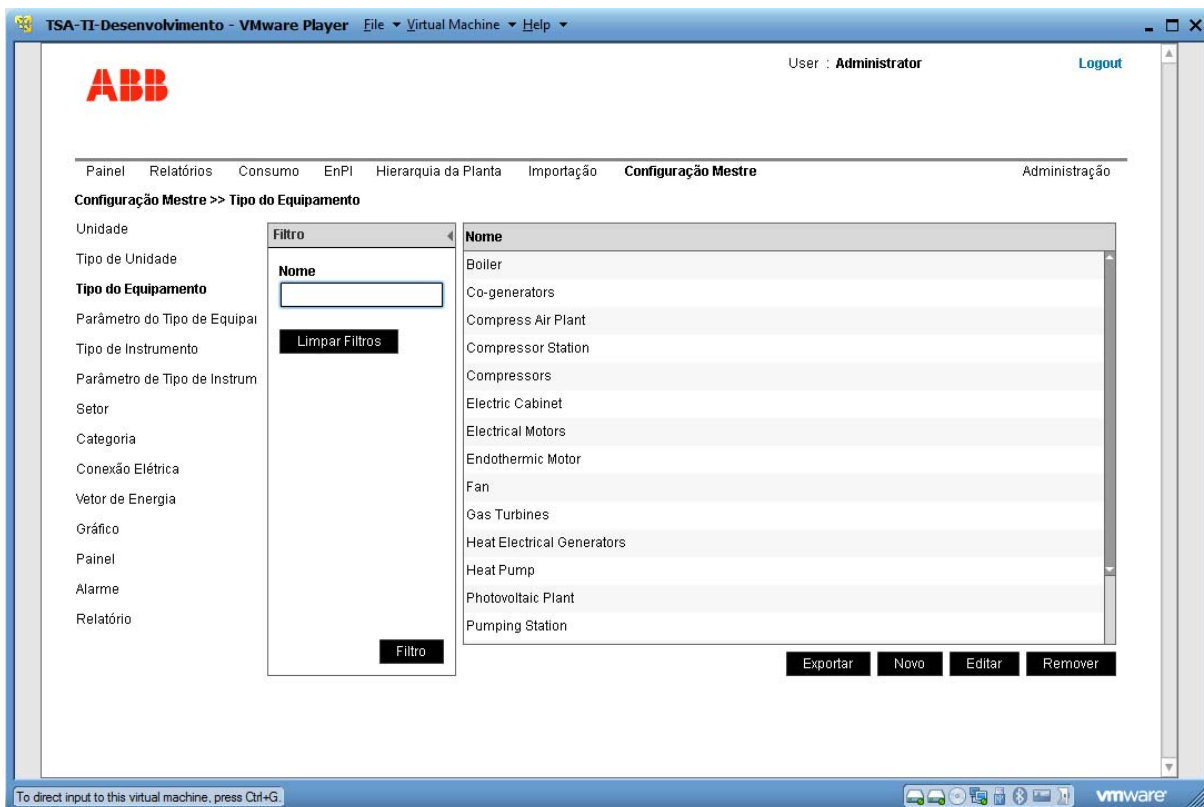 TSA-TI-Desenvolvimento - VMware Player File Virtual Machine Help
ABB
User : Administrator
Logout
Painel Relatórios Consumo EnPI Hierarquia da Planta Importação Configuração Mestre Administração
Configuração Mestre >> Tipo do Equipamento
Unidade
Tipo de Unidade
Tipo do Equipamento
Parâmetro do Tipo de Equipar
Tipo de Instrumento
Parâmetro de Tipo de Instrum
Setor
Categoria
Conexão Elétrica
Vetor de Energia
Gráfico
Painel
Alarme
Relatório
Filtro
Nome
Limpar Filtros
Filtro
Nome
Boiler
Co-generators
Compress Air Plant
Compressor Station
Compressors
Electric Cabinet
Electrical Motors
Endothermic Motor
Fan
Gas Turbines
Heat Electrical Generators
Heat Pump
Photovoltaic Plant
Pumping Station
Exportar Novo Editar Remover
To direct input to this virtual machine, press Ctrl+G.
vmware